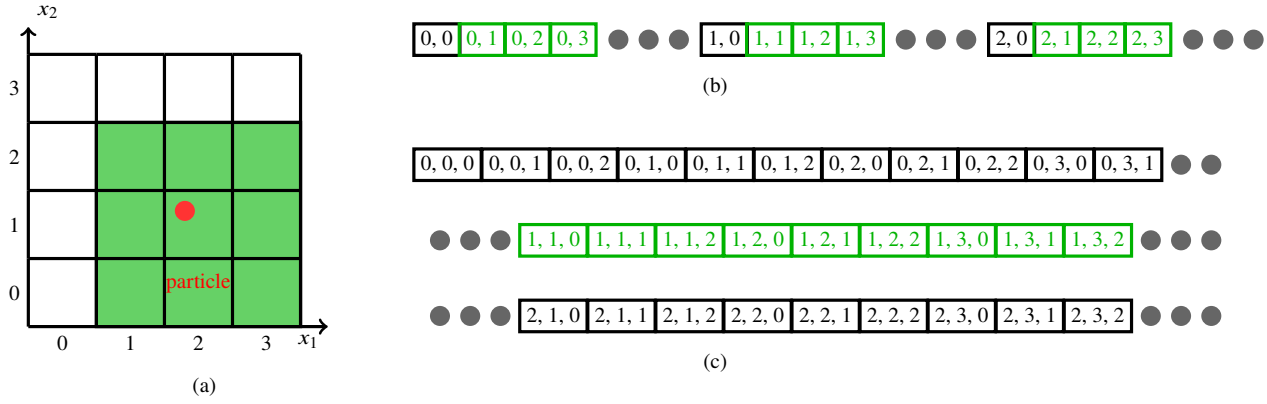 x2
3
2
1
0
particle
0 1 2 3 x1
(a)
0, 0 0, 1 0, 2 0, 3 1, 0 1, 1 1, 2 1, 3 2, 0 2, 1 2, 2 2, 3
(b)
0, 0, 0 0, 0, 1 0, 0, 2 0, 1, 0 0, 1, 1 0, 1, 2 0, 2, 0 0, 2, 1 0, 2, 2 0, 3, 0 0, 3, 1
1, 1, 0 1, 1, 1 1, 1, 2 1, 2, 0 1, 2, 1 1, 2, 2 1, 3, 0 1, 3, 1 1, 3, 2
2, 1, 0 2, 1, 1 2, 1, 2 2, 2, 0 2, 2, 1 2, 2, 2 2, 3, 0 2, 3, 1 2, 3, 2
(c)